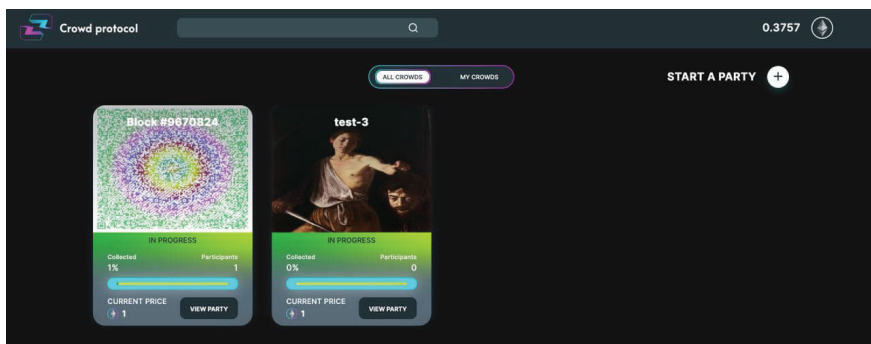 Crowd protocol
0.3757
ALL CROWDS
MY CROWDS
START A PARTY
Block #9670824
IN PROGRESS
Collected Participants
1% 1
CURRENT PRICE
1
VIEW PARTY
test-3
IN PROGRESS
Collected Participants
0% 0
CURRENT PRICE
1
VIEW PARTY